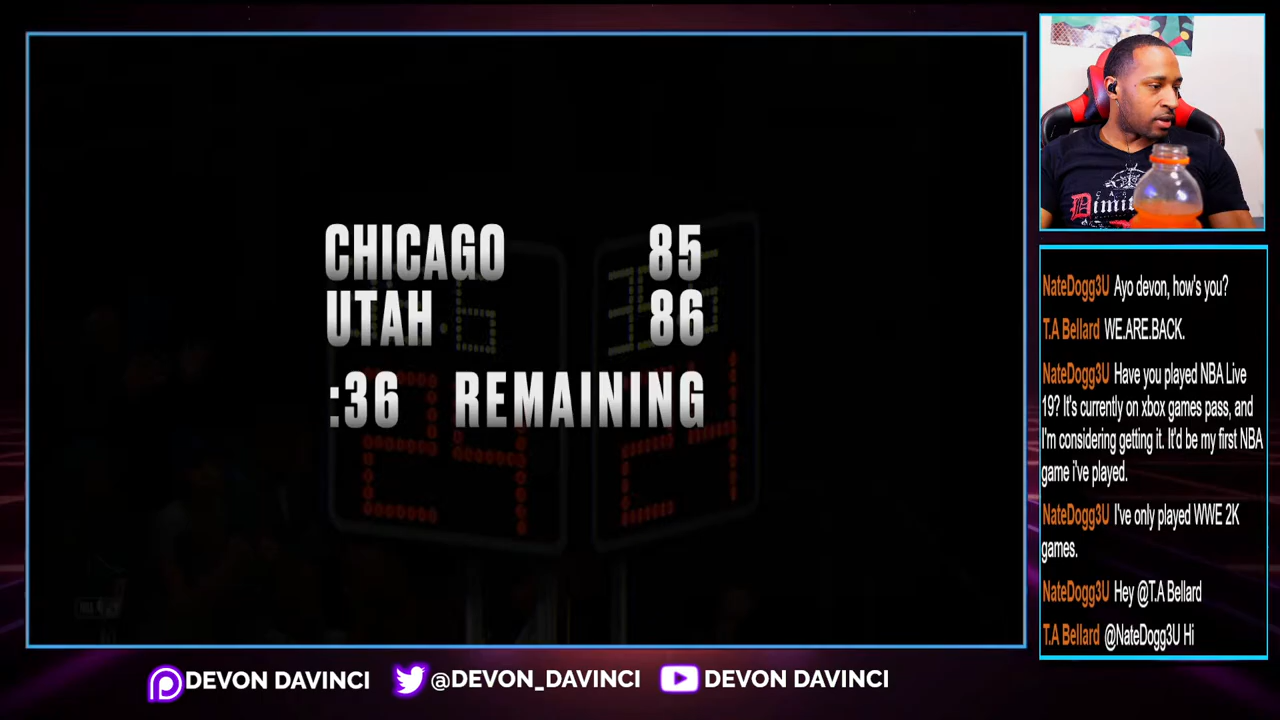 CHICAGO 85
UTAH 86
:36 REMAINING
NateDogg3U Ayo devon, how's you?
T.A Bellard WE.ARE.BACK.
NateDogg3U Have you played NBA Live
19? It's currently on xbox games pass, and
I'm considering getting it. It'd be my first NBA
game i've played.
NateDogg3U I've only played WWE 2K
games.
NateDogg3U Hey @T.A Bellard
T.A Bellard @NateDogg3U Hi
DEVON DAVINCI
@DEVON_DAVINCI
DEVON DAVINCI